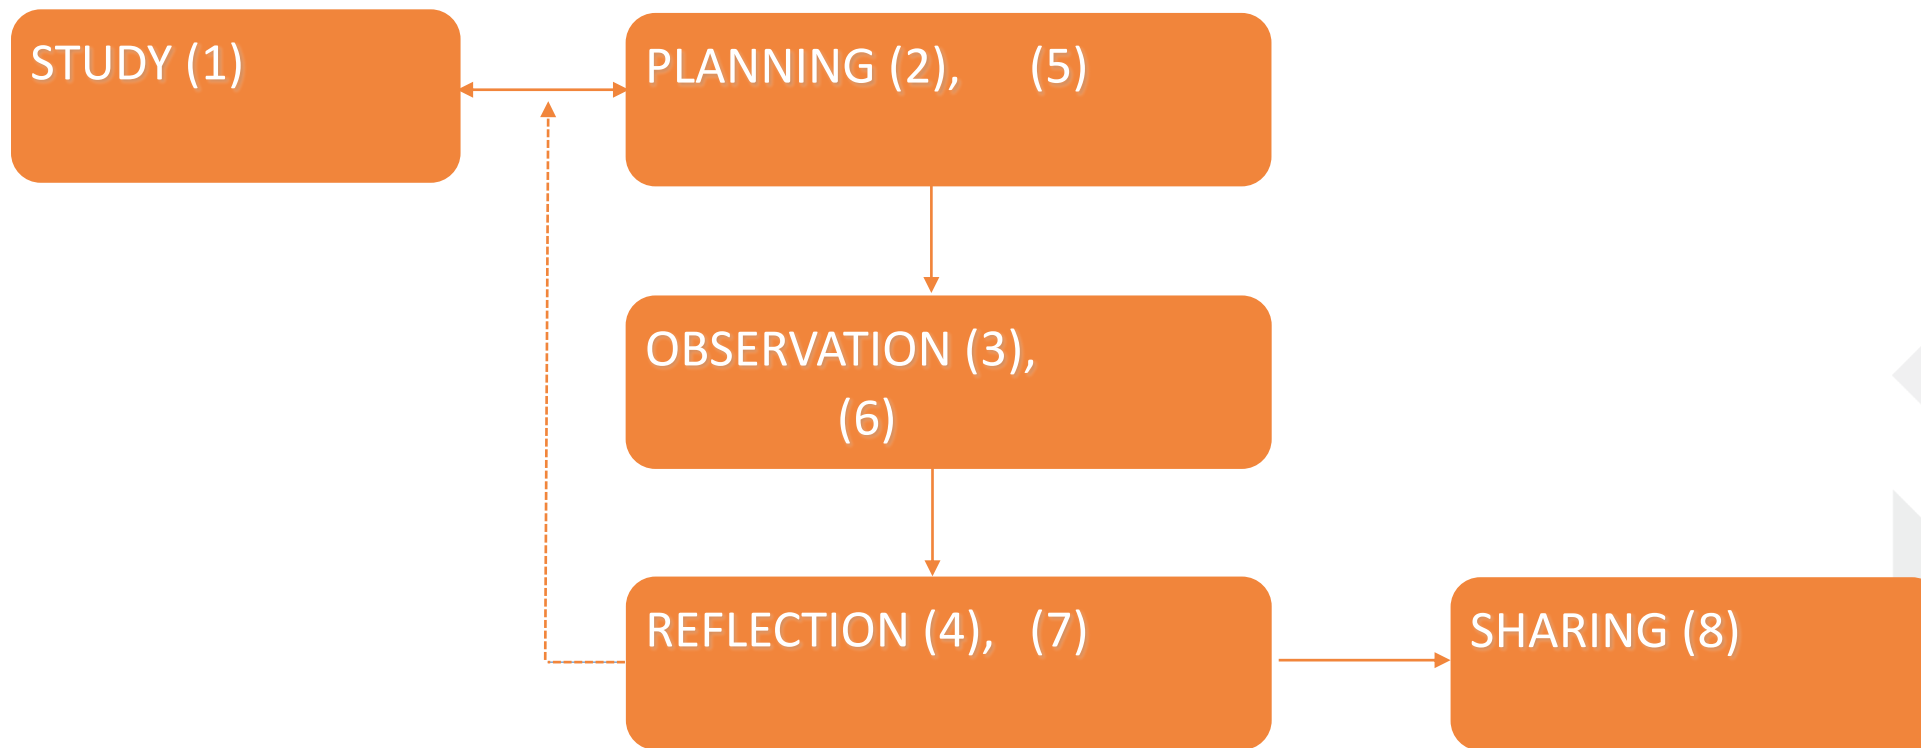 STUDY (1)
PLANNING (2), (5)
OBSERVATION (3),
(6)
REFLECTION (4), (7)
SHARING (8)